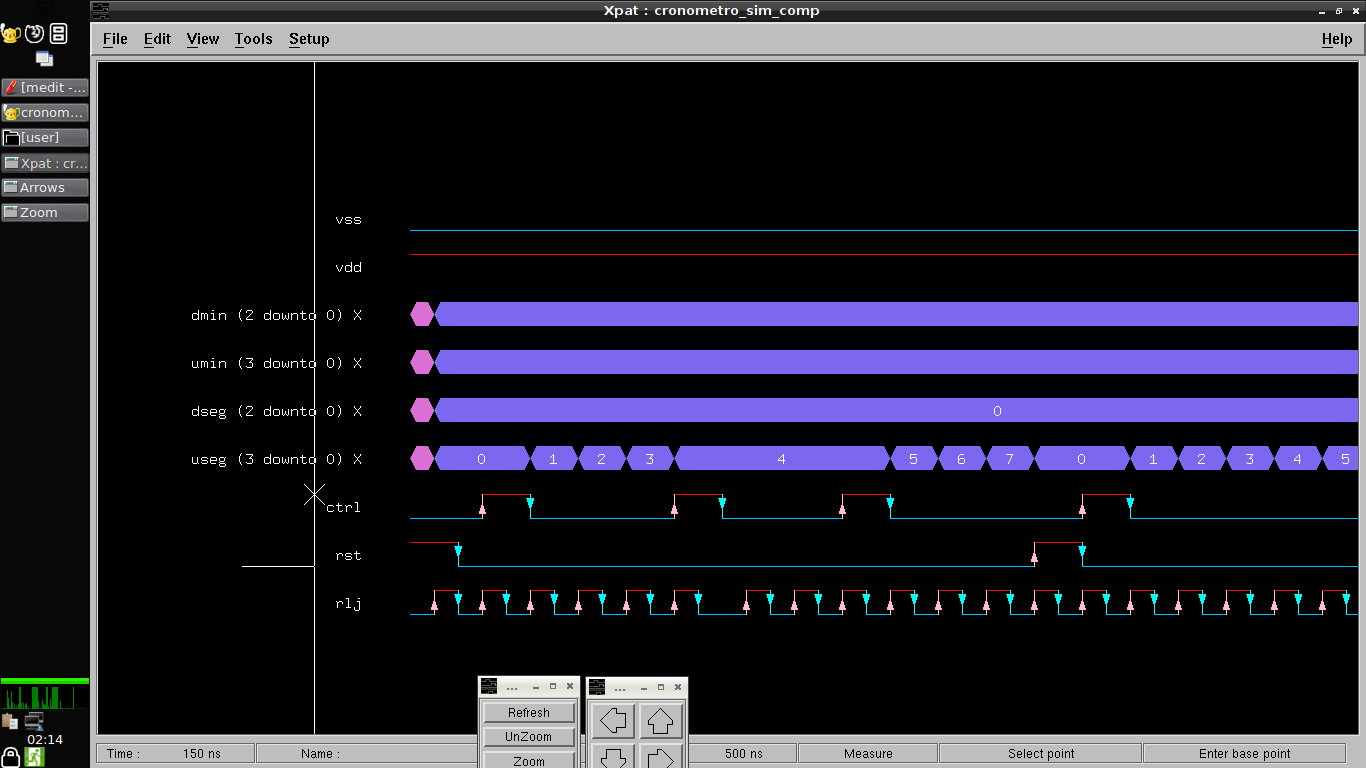 Xpat : cronometro_sim_comp
File Edit View Tools Setup Help
[medit -...
cronom...
[user]
Xpat : cr...
Arrows
Zoom
vss
vdd
dmin (2 downto 0) X
umin (3 downto 0) X
dseg (2 downto 0) X 0
useg (3 downto 0) X 0 1 2 3 4 5 6 7 0 1 2 3 4 5
ctrl
rst
rlj
... ...
Refresh
UnZoom
Zoom
02:14
Time : 150 ns Name : 500 ns Measure Select point Enter base point